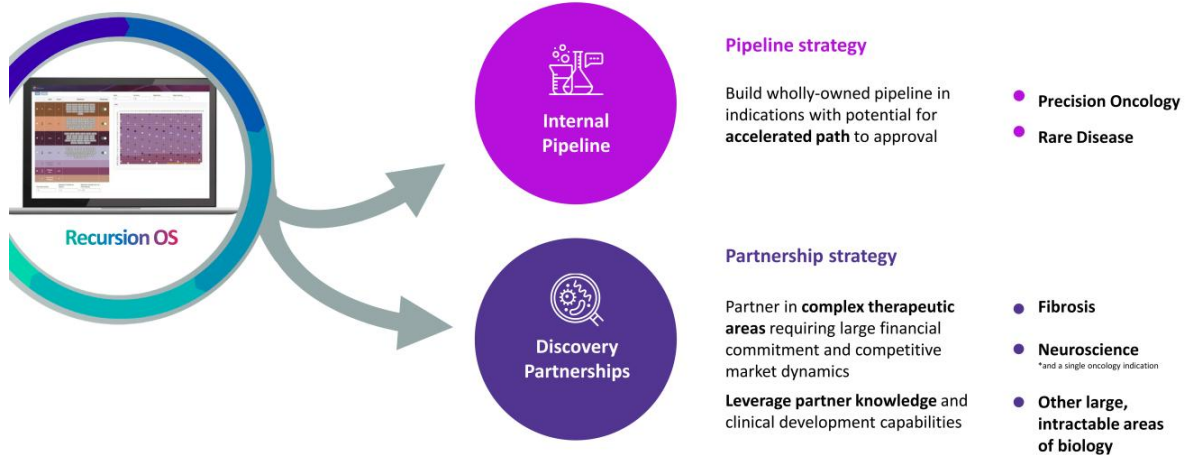 Recursion OS
Internal
Pipeline
Pipeline strategy
Build wholly-owned pipeline in
indications with potential for
accelerated path to approval
Precision Oncology
Rare Disease
Discovery
Partnerships
Partnership strategy
Partner in complex therapeutic
areas requiring large financial
commitment and competitive
market dynamics
Leverage partner knowledge and
clinical development capabilities
Fibrosis
Neuroscience
*and a single oncology indication
Other large,
intractable areas
of biology